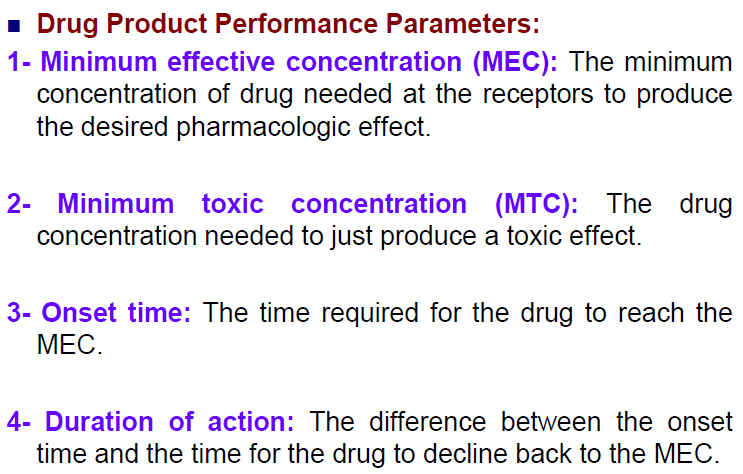 ■ Drug Product Performance Parameters:
1- Minimum effective concentration (MEC): The minimum
concentration of drug needed at the receptors to produce
the desired pharmacologic effect.
2- Minimum toxic concentration (MTC): The drug
concentration needed to just produce a toxic effect.
3- Onset time: The time required for the drug to reach the
MEC.
4- Duration of action: The difference between the onset
time and the time for the drug to decline back to the MEC.